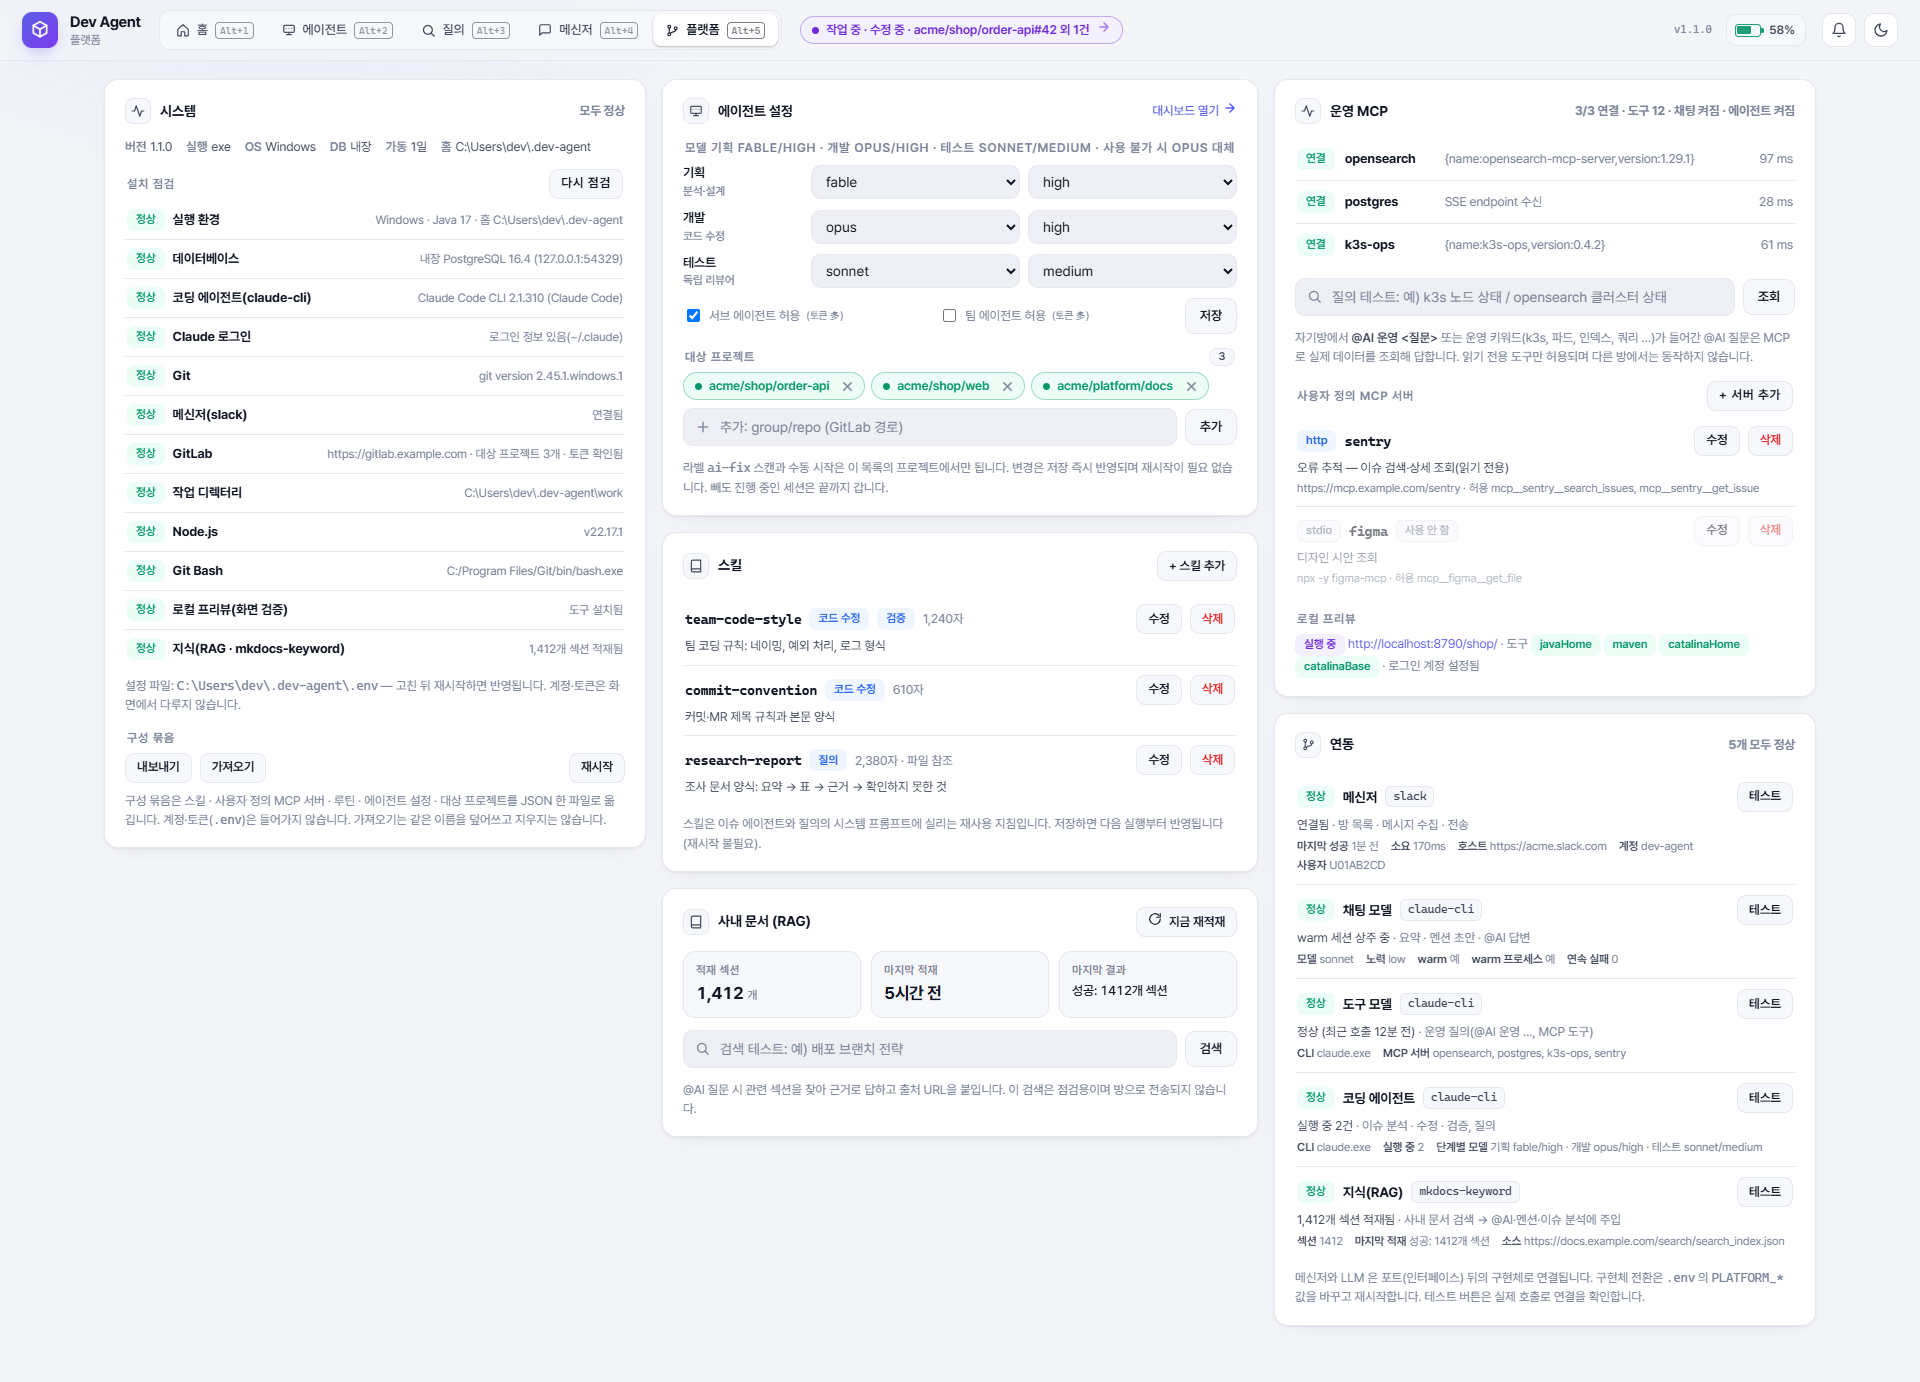 Dev Agent
플랫폼
홈 Alt+1
에이전트 Alt+2
질의 Alt+3
메신저 Alt+4
플랫폼 Alt+5
작업 중 · 수정 중 · acme/shop/order-api#42 외 1건 →
v1.1.0
58%
시스템
모두 정상
버전 1.1.0 실행 exe OS Windows DB 내장 가동 1일 홈 C:\Users\dev\.dev-agent
설치 점검
다시 점검
정상 실행 환경 Windows · Java 17 · 홈 C:\Users\dev\.dev-agent
정상 데이터베이스 내장 PostgreSQL 16.4 (127.0.0.1:54329)
정상 코딩 에이전트(claude-cli) Claude Code CLI 2.1.310 (Claude Code)
정상 Claude 로그인 로그인 정보 있음(~/.claude)
정상 Git git version 2.45.1.windows.1
정상 메신저(slack) 연결됨
정상 GitLab https://gitlab.example.com · 대상 프로젝트 3개 · 토큰 확인됨
정상 작업 디렉터리 C:\Users\dev\.dev-agent\work
정상 Node.js v22.17.1
정상 Git Bash C:/Program Files/Git/bin/bash.exe
정상 로컬 프리뷰(화면 검증) 도구 설치됨
정상 지식(RAG · mkdocs-keyword) 1,412개 섹션 적재됨
설정 파일: C:\Users\dev\.dev-agent\.env — 고친 뒤 재시작하면 반영됩니다. 계정·토큰은 화
면에서 다루지 않습니다.
구성 묶음
내보내기 가져오기 재시작
구성 묶음은 스킬 · 사용자 정의 MCP 서버 · 루틴 · 에이전트 설정 · 대상 프로젝트를 JSON 한 파일로 옮
깁니다. 계정·토큰(.env)은 들어가지 않습니다. 가져오기는 같은 이름을 덮어쓰고 지우지는 않습니다.
에이전트 설정
대시보드 열기 →
모델 기획 FABLE/HIGH · 개발 OPUS/HIGH · 테스트 SONNET/MEDIUM · 사용 불가 시 OPUS 대체
기획 fable high
분석·설계
개발 opus high
코드 수정
테스트 sonnet medium
독립 리뷰어
서브 에이전트 허용 (토큰 多) 팀 에이전트 허용 (토큰 多) 저장
대상 프로젝트 3
acme/shop/order-api acme/shop/web acme/platform/docs
추가: group/repo (GitLab 경로) 추가
라벨 ai-fix 스캔과 수동 시작은 이 목록의 프로젝트에서만 됩니다. 변경은 저장 즉시 반영되며 재시작이 필요 없습
니다. 빼도 진행 중인 세션은 끝까지 갑니다.
스킬
+ 스킬 추가
team-code-style 코드 수정 검증 1,240자 수정 삭제
팀 코딩 규칙: 네이밍, 예외 처리, 로그 형식
commit-convention 코드 수정 610자 수정 삭제
커밋·MR 제목 규칙과 본문 양식
research-report 질의 2,380자 · 파일 참조 수정 삭제
조사 문서 양식: 요약 → 표 → 근거 → 확인하지 못한 것
스킬은 이슈 에이전트와 질의의 시스템 프롬프트에 실리는 재사용 지침입니다. 저장하면 다음 실행부터 반영됩니다
(재시작 불필요).
사내 문서 (RAG)
지금 재적재
적재 섹션
1,412 개
마지막 적재
5시간 전
마지막 결과
성공: 1412개 섹션
검색 테스트: 예) 배포 브랜치 전략 검색
@AI 질문 시 관련 섹션을 찾아 근거로 답하고 출처 URL을 붙입니다. 이 검색은 점검용이며 방으로 전송되지 않습니
다.
운영 MCP
3/3 연결 · 도구 12 · 채팅 켜짐 · 에이전트 켜짐
연결 opensearch {name:opensearch-mcp-server,version:1.29.1} 97 ms
연결 postgres SSE endpoint 수신 28 ms
연결 k3s-ops {name:k3s-ops,version:0.4.2} 61 ms
질의 테스트: 예) k3s 노드 상태 / opensearch 클러스터 상태 조회
자기방에서 @AI 운영 <질문> 또는 운영 키워드(k3s, 파드, 인덱스, 쿼리 …)가 들어간 @AI 질문은 MCP
로 실제 데이터를 조회해 답합니다. 읽기 전용 도구만 허용되며 다른 방에서는 동작하지 않습니다.
사용자 정의 MCP 서버
+ 서버 추가
http sentry 수정 삭제
오류 추적 — 이슈 검색·상세 조회(읽기 전용)
https://mcp.example.com/sentry · 허용 mcp__sentry__search_issues, mcp__sentry__get_issue
stdio figma 사용 안 함 수정 삭제
디자인 시안 조회
npx -y figma-mcp · 허용 mcp__figma__get_file
로컬 프리뷰
실행 중 http://localhost:8790/shop/ · 도구 javaHome maven catalinaHome
catalinaBase · 로그인 계정 설정됨
연동
5개 모두 정상
정상 메신저 slack 테스트
연결됨 · 방 목록 · 메시지 수집 · 전송
마지막 성공 1분 전 소요 170ms 호스트 https://acme.slack.com 계정 dev-agent
사용자 U01AB2CD
정상 채팅 모델 claude-cli 테스트
warm 세션 상주 중 · 요약 · 멘션 초안 · @AI 답변
모델 sonnet 노력 low warm 예 warm 프로세스 예 연속 실패 0
정상 도구 모델 claude-cli 테스트
정상 (최근 호출 12분 전) · 운영 질의(@AI 운영 …, MCP 도구)
CLI claude.exe MCP 서버 opensearch, postgres, k3s-ops, sentry
정상 코딩 에이전트 claude-cli 테스트
실행 중 2건 · 이슈 분석 · 수정 · 검증, 질의
CLI claude.exe 실행 중 2 단계별 모델 기획 fable/high · 개발 opus/high · 테스트 sonnet/medium
정상 지식(RAG) mkdocs-keyword 테스트
1,412개 섹션 적재됨 · 사내 문서 검색 → @AI·멘션·이슈 분석에 주입
섹션 1412 마지막 적재 성공: 1412개 섹션 소스 https://docs.example.com/search/search_index.json
메신저와 LLM 은 포트(인터페이스) 뒤의 구현체로 연결됩니다. 구현체 전환은 .env 의 PLATFORM_*
값을 바꾸고 재시작합니다. 테스트 버튼은 실제 호출로 연결을 확인합니다.